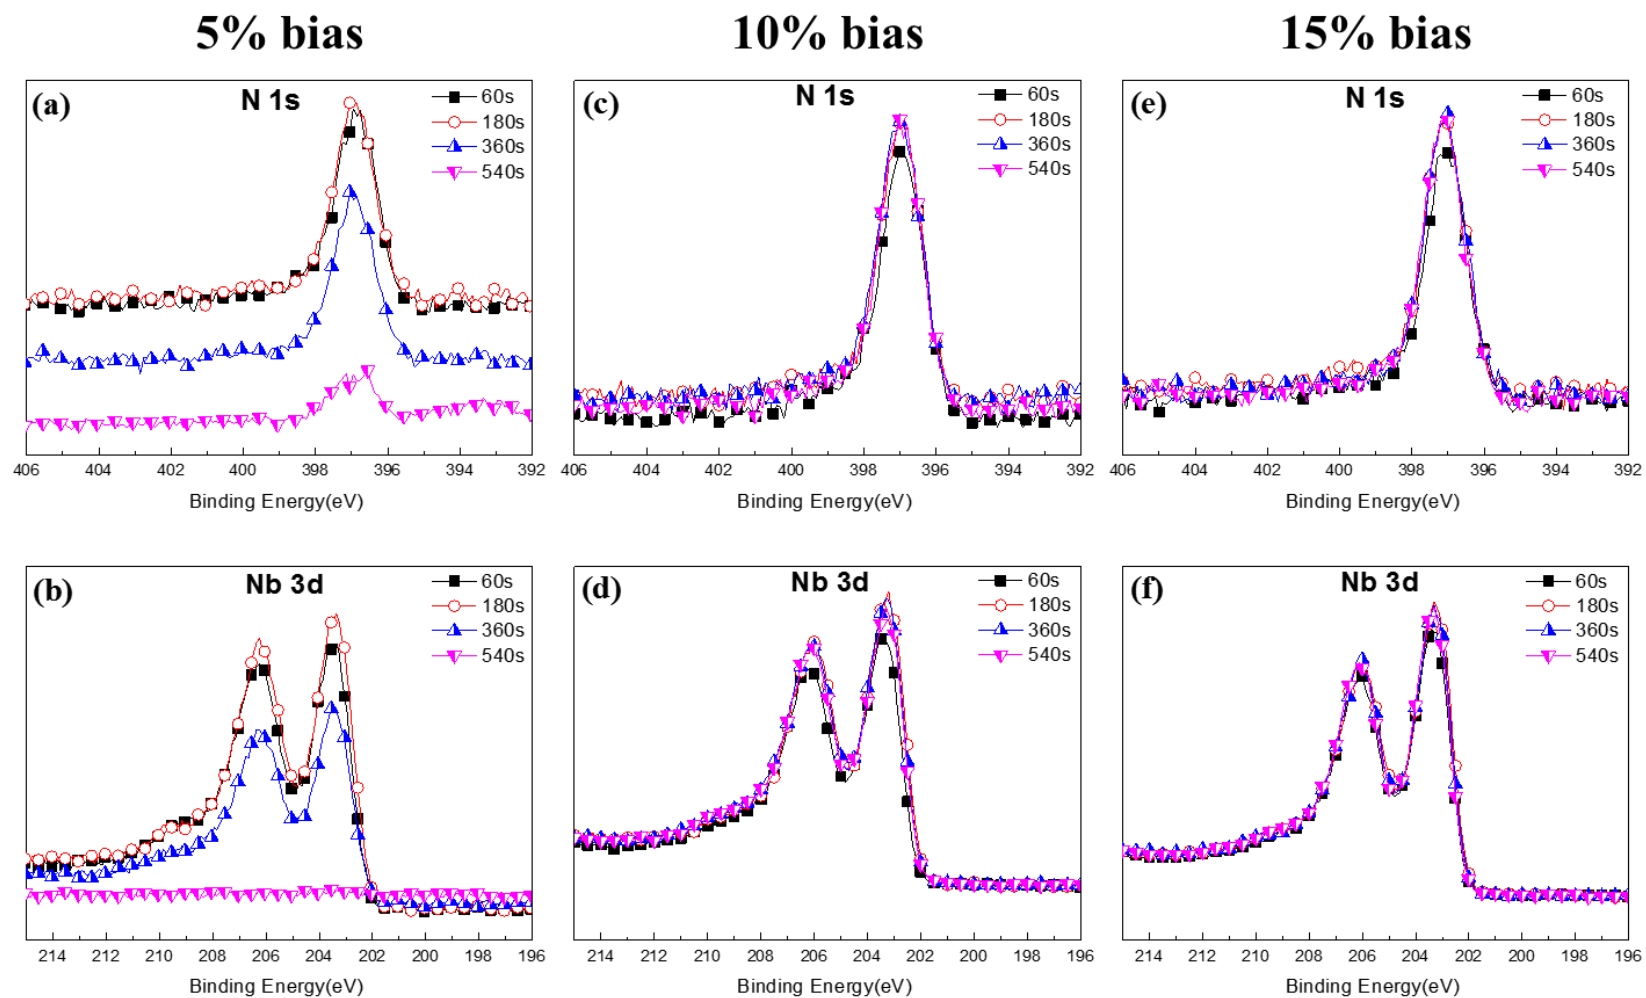 5% bias
10% bias
15% bias
(a)
N 1s
60s
180s
360s
540s
406 404 402 400 398 396 394 392
Binding Energy(eV)
(c)
N 1s
60s
180s
360s
540s
406 404 402 400 398 396 394 392
Binding Energy(eV)
(e)
N 1s
60s
180s
360s
540s
406 404 402 400 398 396 394 392
Binding Energy(eV)
(b)
Nb 3d
60s
180s
360s
540s
214 212 210 208 206 204 202 200 198 196
Binding Energy(eV)
(d)
Nb 3d
60s
180s
360s
540s
214 212 210 208 206 204 202 200 198 196
Binding Energy(eV)
(f)
Nb 3d
60s
180s
360s
540s
214 212 210 208 206 204 202 200 198 196
Binding Energy(eV)